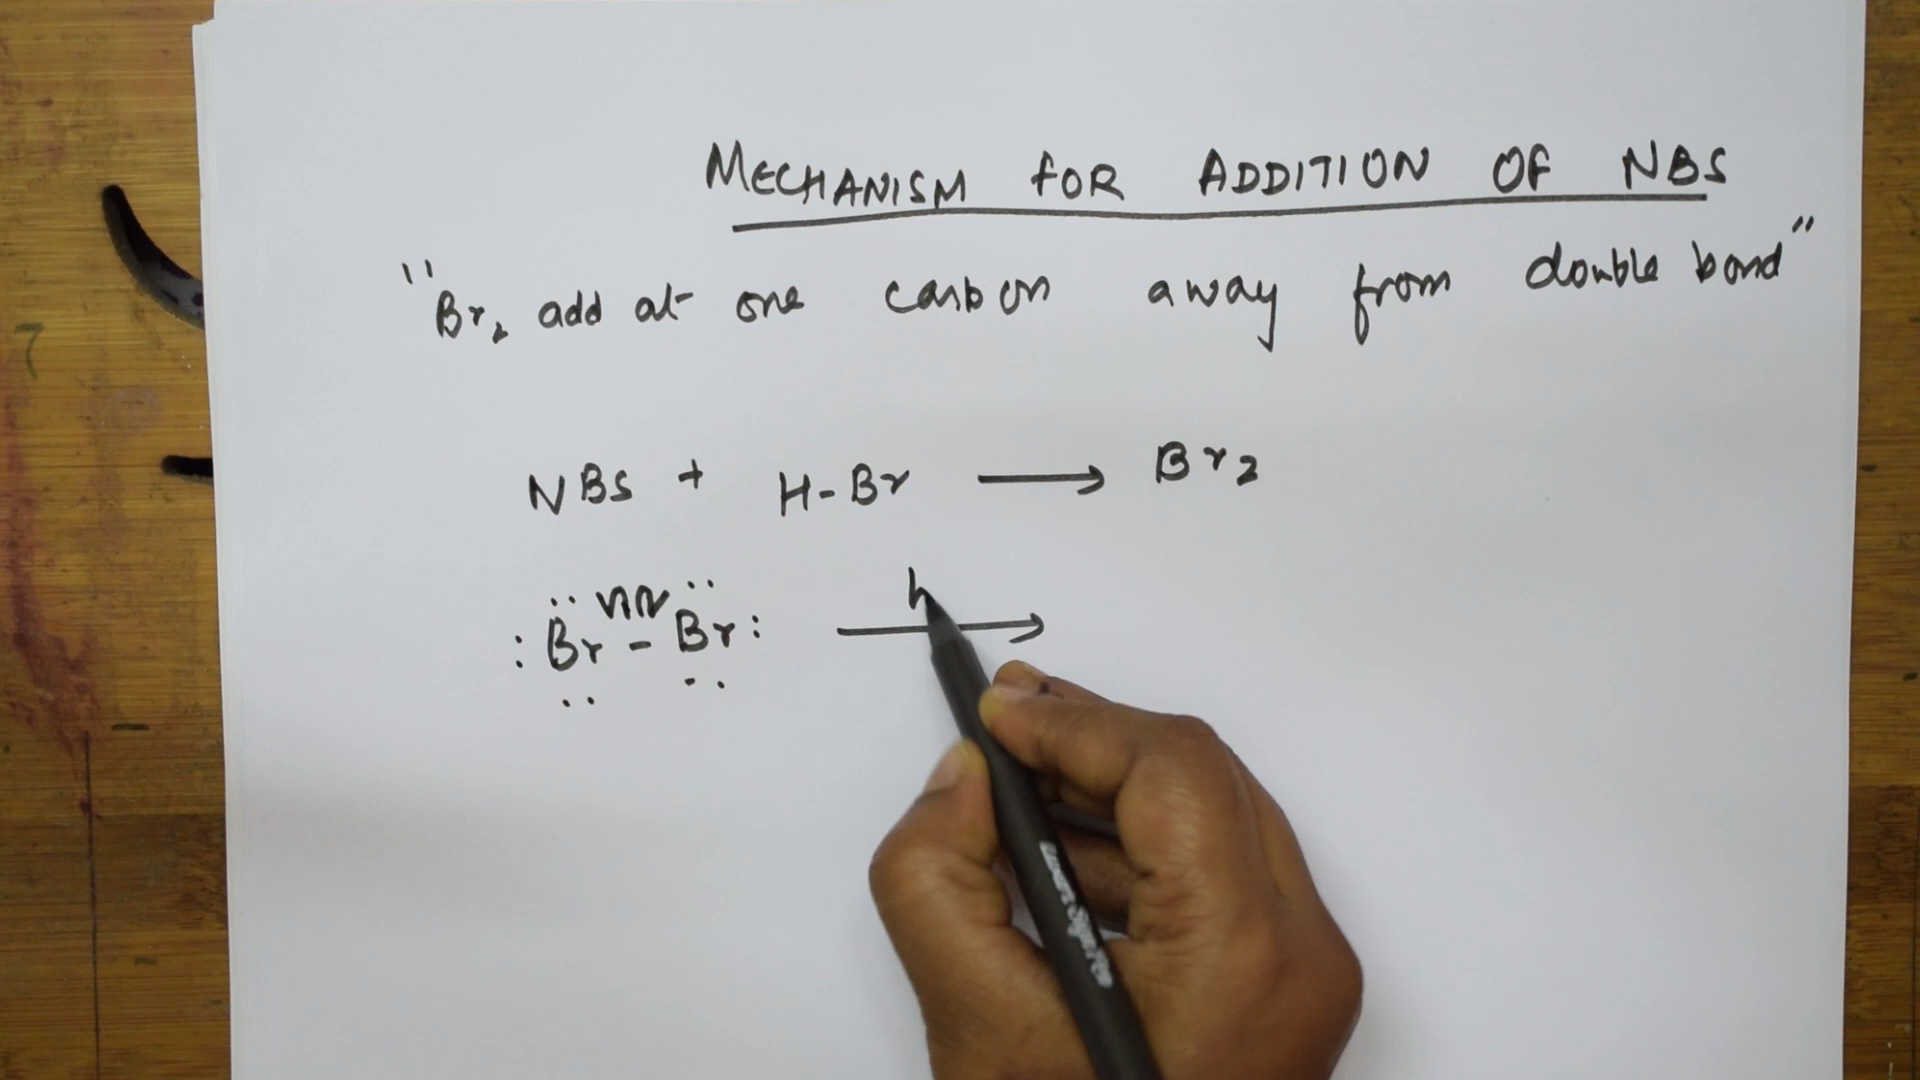 MECHANISM FOR ADDITION OF NBS
"Br2 add at one carbon away from double bond"
NBS + H-Br → Br2
:Br - Br: → h